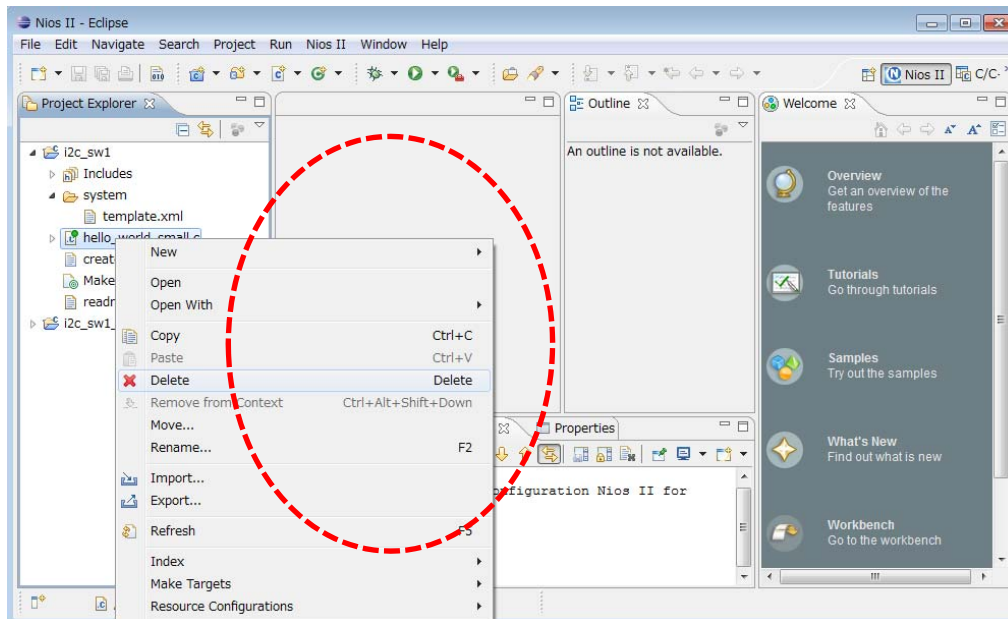 Nios II - Eclipse
File Edit Navigate Search Project Run Nios II Window Help
Nios II C/C
Project Explorer
Outline
Welcome
i2c_sw1
Includes
system
template.xml
hello_world_small.c
creat
Make
readr
i2c_sw1_
An outline is not available.
Overview
Get an overview of the
features
Tutorials
Go through tutorials
Samples
Try out the samples
What's New
Find out what is new
Workbench
Go to the workbench
New
Open
Open With
Copy Ctrl+C
Paste Ctrl+V
Delete Delete
Remove from Context Ctrl+Alt+Shift+Down
Move...
Rename... F2
Import...
Export...
Refresh F5
Index
Make Targets
Resource Configurations
Properties
onfiguration Nios II for